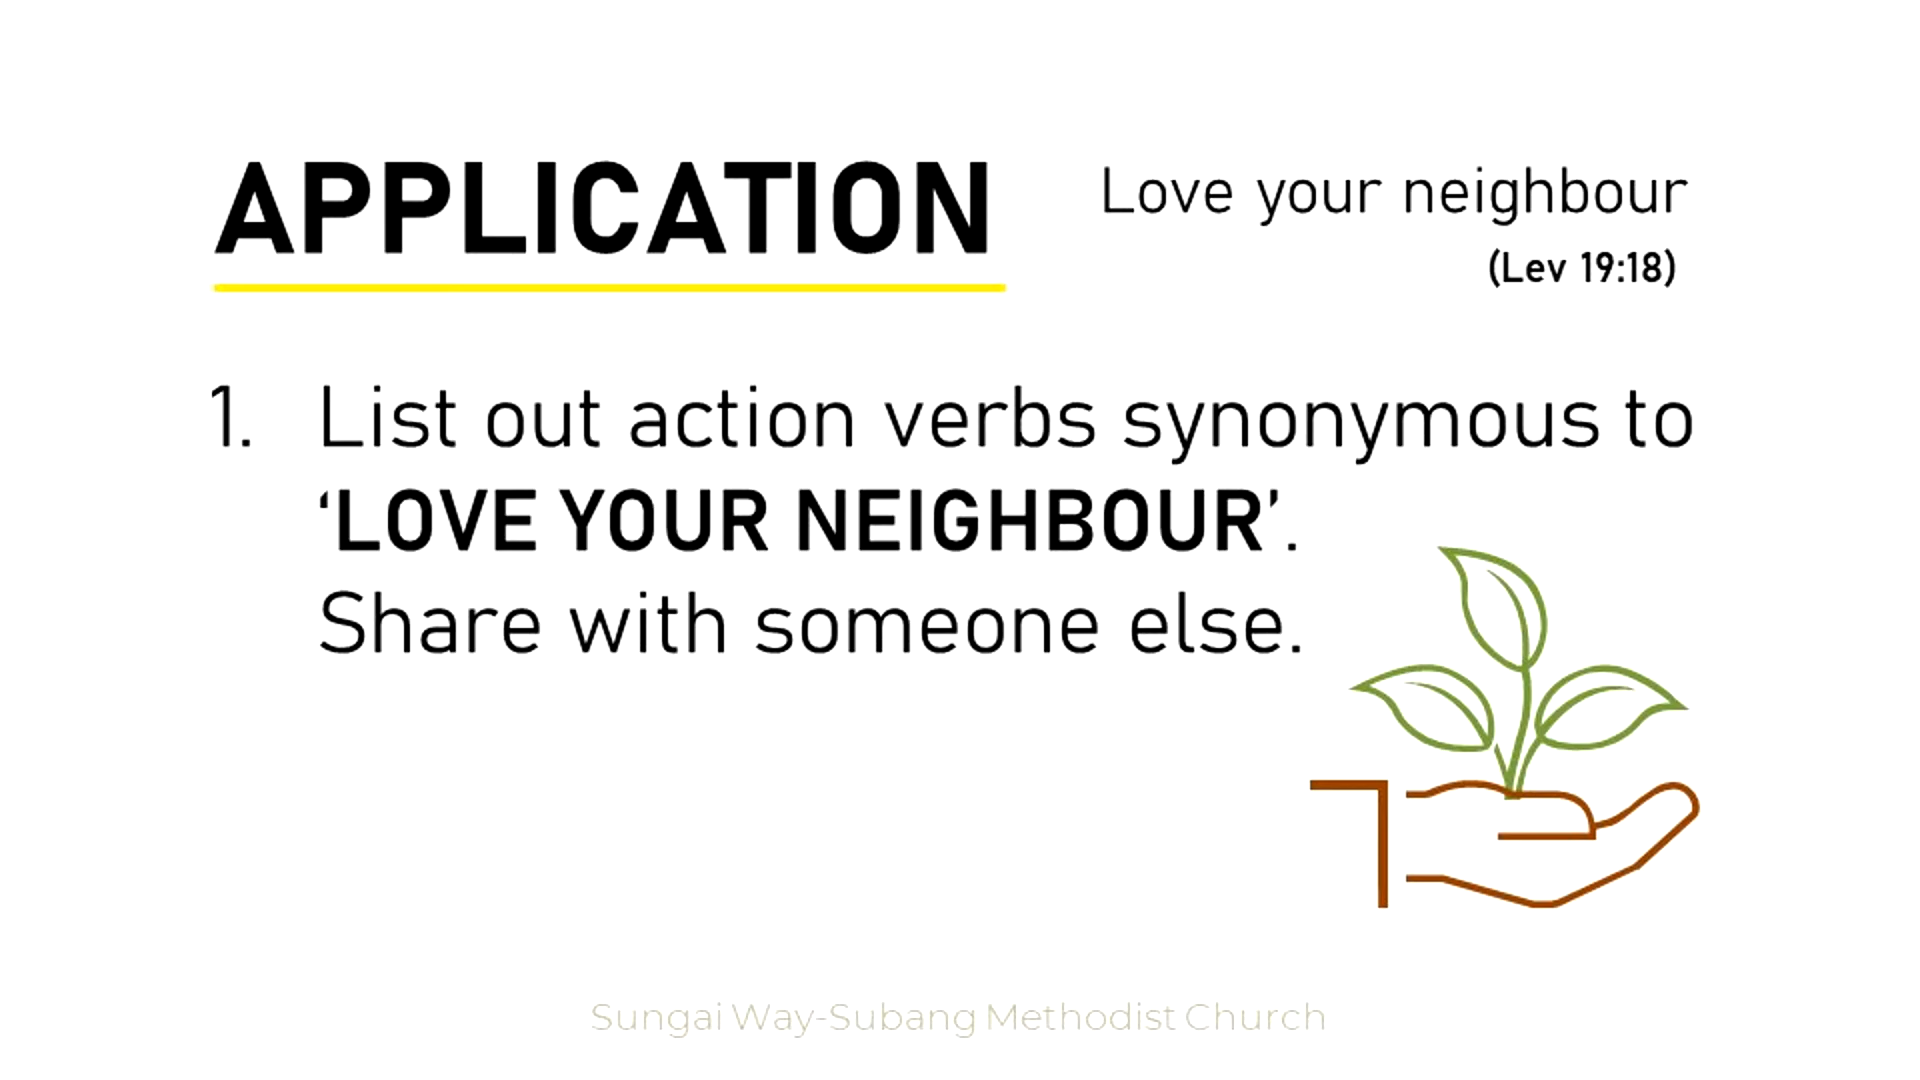 APPLICATION
Love your neighbour
(Lev 19:18)
1. List out action verbs synonymous to
‘LOVE YOUR NEIGHBOUR’.
Share with someone else.
Sungai Way-Subang Methodist Church